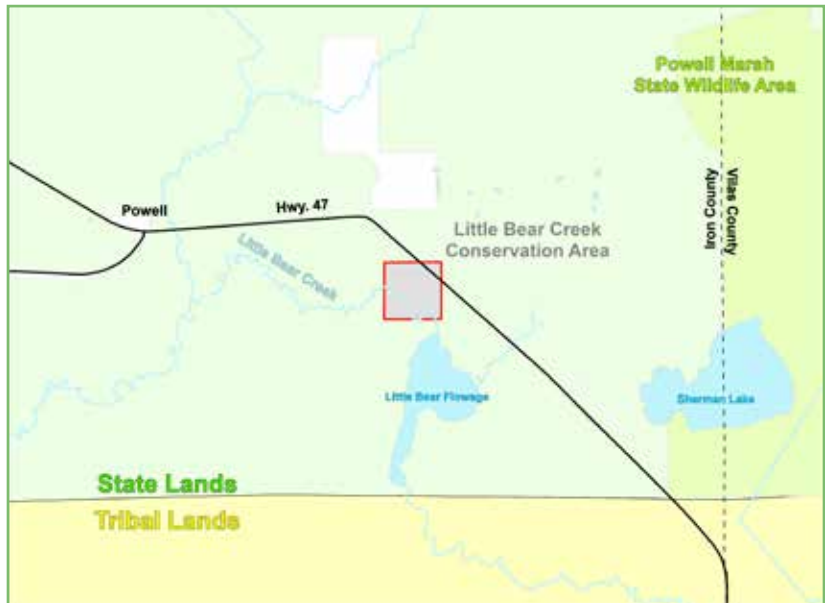 Powell Marsh
State Wildlife Area
Iron County
Vilas County
Powell
Hwy. 47
Little Bear Creek
Conservation Area
Little Bear Creek
Little Bear Flowage
Sherman Lake
State Lands
Tribal Lands